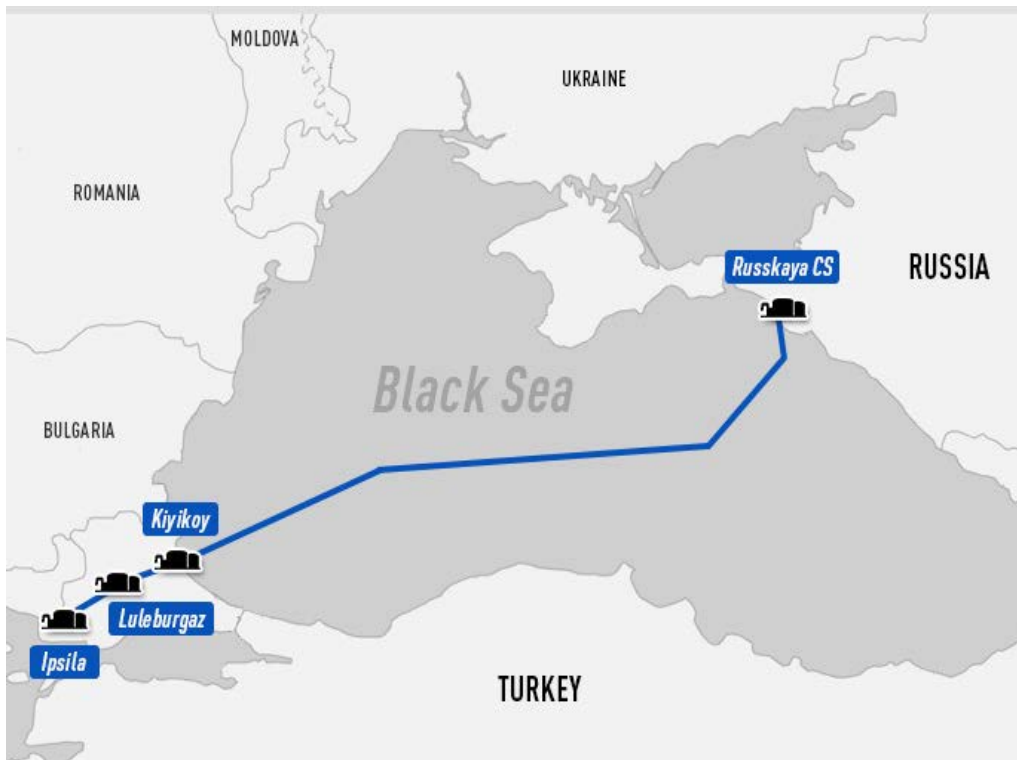 MOLDOVA
UKRAINE
ROMANIA
Russkaya CS
RUSSIA
Black Sea
BULGARIA
Kiyikoy
Luleburgaz
Ipsila
TURKEY